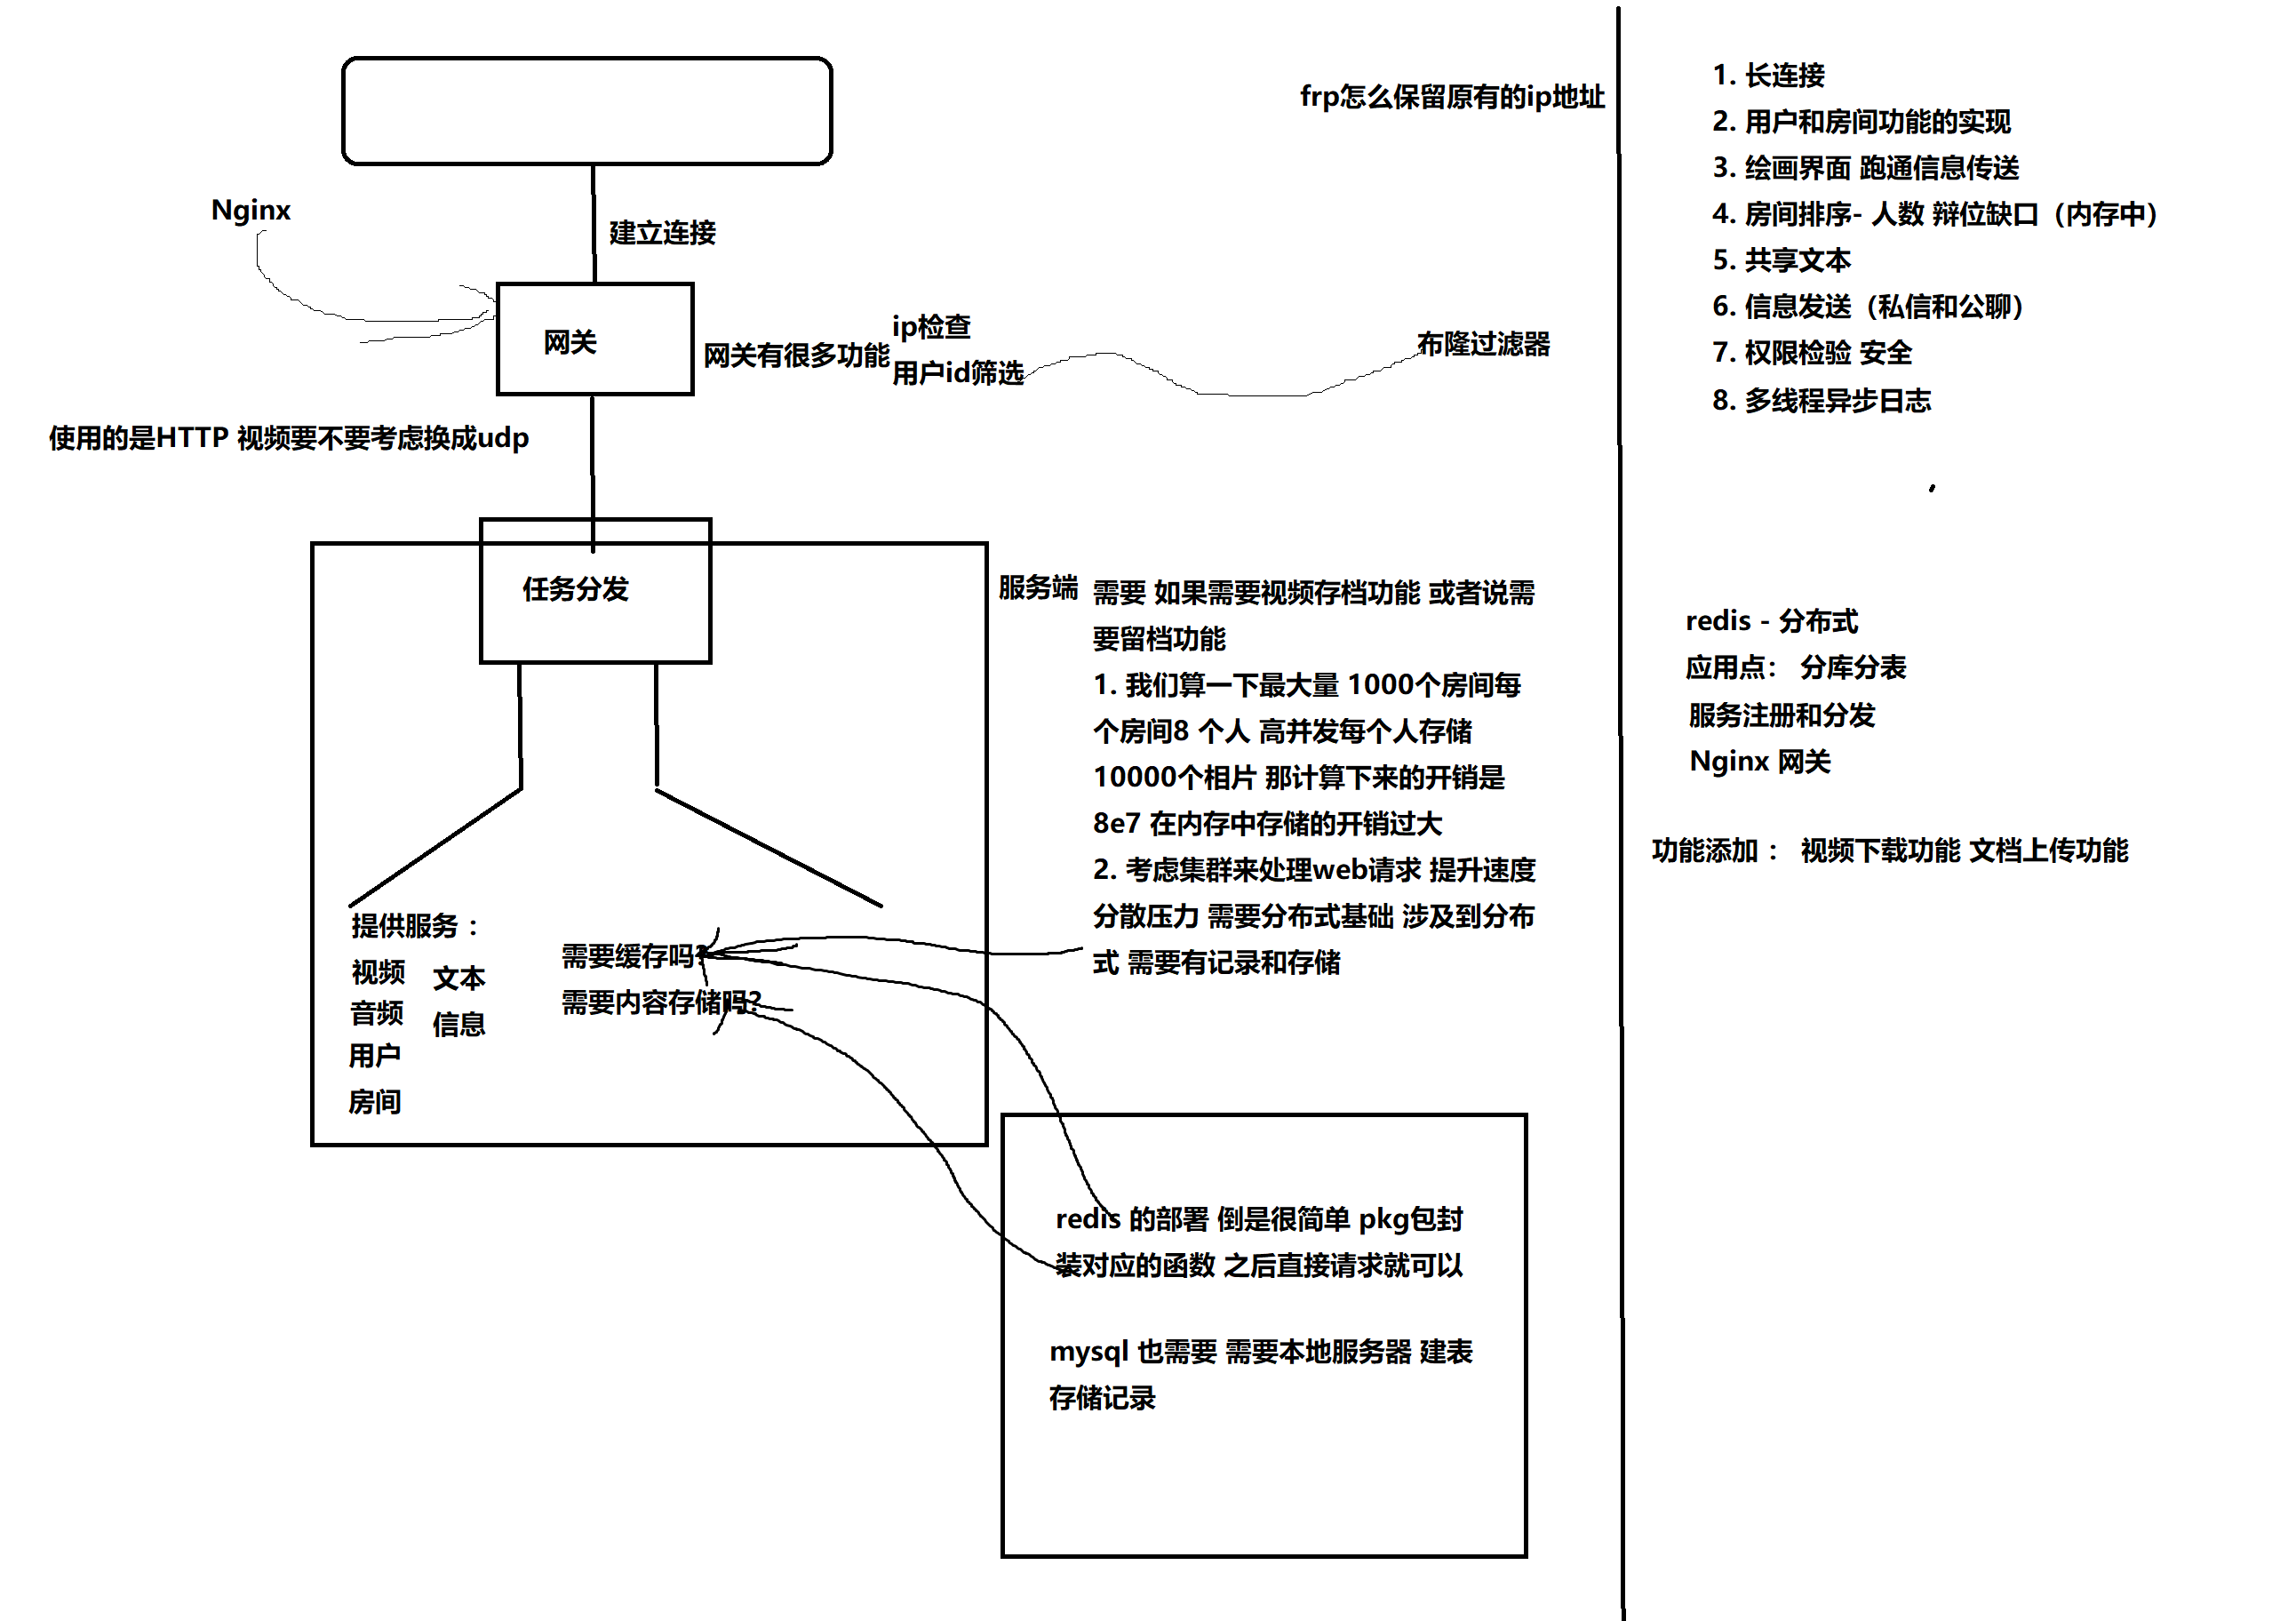 Nginx
建立连接
网关
网关有很多功能
ip检查
用户id筛选
布隆过滤器
frp怎么保留原有的ip地址
使用的是HTTP 视频要不要考虑换成udp
任务分发
服务端
需要 如果需要视频存档功能 或者说需
要留档功能
1. 我们算一下最大量 1000个房间每
个房间8 个人 高并发每个人存储
10000个相片 那计算下来的开销是
8e7 在内存中存储的开销过大
2. 考虑集群来处理web请求 提升速度
分散压力 需要分布式基础 涉及到分布
式 需要有记录和存储
提供服务：
视频
音频
用户
房间
文本
信息
需要缓存吗?
需要内容存储吗?
redis 的部署 倒是很简单 pkg包封
装对应的函数 之后直接请求就可以
mysql 也需要 需要本地服务器 建表
存储记录
1. 长连接
2. 用户和房间功能的实现
3. 绘画界面 跑通信息传送
4. 房间排序- 人数 辩位缺口（内存中）
5. 共享文本
6. 信息发送（私信和公聊）
7. 权限检验 安全
8. 多线程异步日志
redis - 分布式
应用点： 分库分表
服务注册和分发
Nginx 网关
功能添加： 视频下载功能 文档上传功能